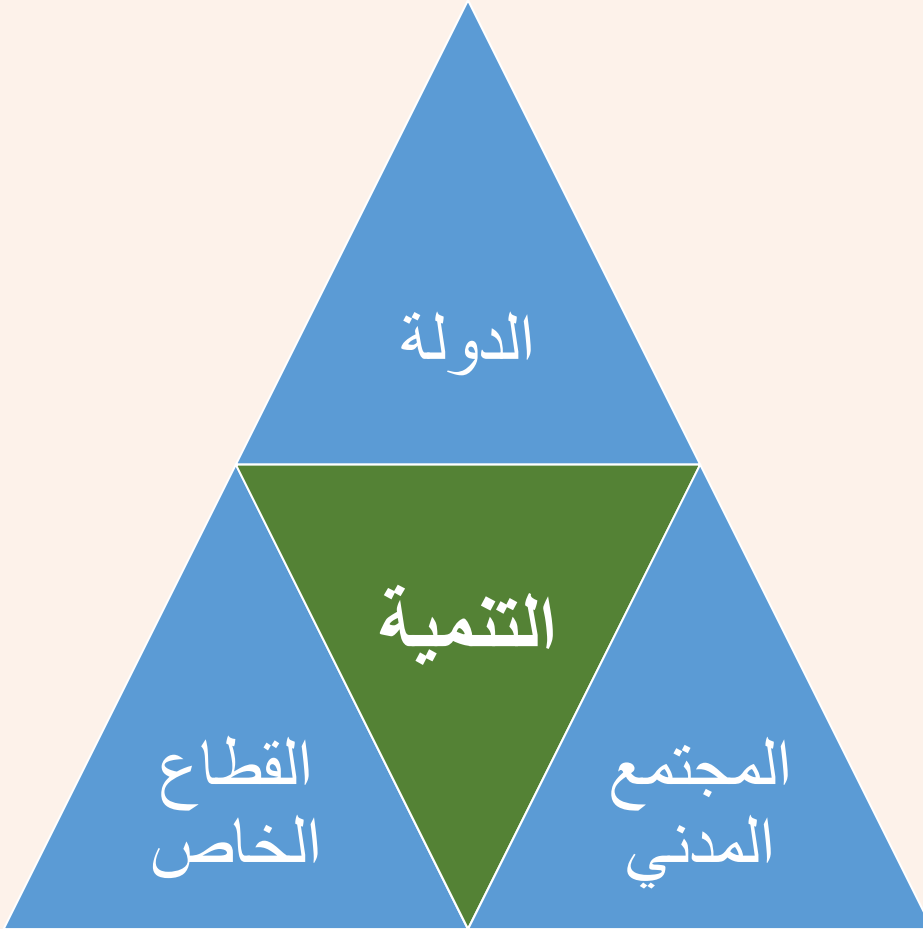 الدولة
التنمية
المجتمع
المدني
القطاع
الخاص